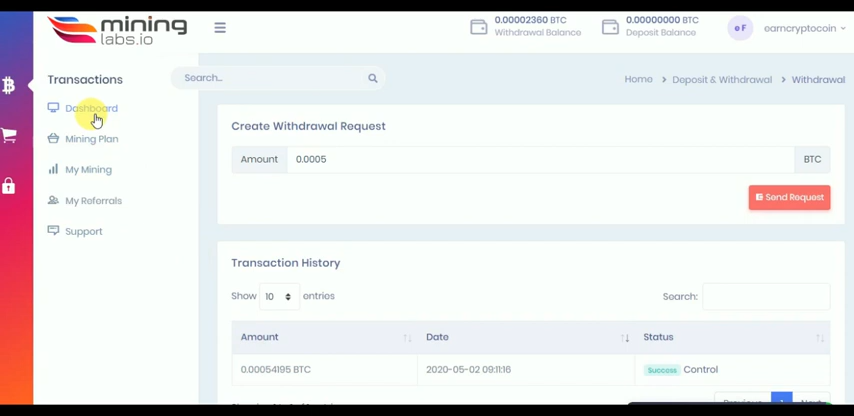 mining
labs.io
0.00002360 BTC
Withdrawal Balance
0.00000000 BTC
Deposit Balance
e F
earncryptocoin
Transactions
Search...
Home > Deposit & Withdrawal > Withdrawal
Dashboard
Mining Plan
My Mining
My Referrals
Support
Create Withdrawal Request
Amount 0.0005 BTC
Send Request
Transaction History
Show 10 entries
Search:
Amount Date Status
0.00054195 BTC 2020-05-02 09:11:16 Success Control
Previous 1 Next